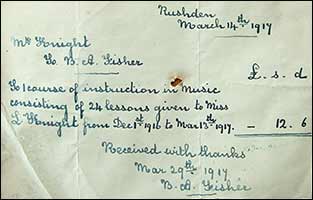 Rushden
March 14th 1917
Mr Knight
To B. A. Fisher
£. s. d
To 1 course of instruction in Music
consisting of 24 lessons given to Miss
L Knight from Dec 1st 1916 to Mar 13th 1917. — 12. 6
Received with thanks
Mar 29th 1917
B. A. Fisher